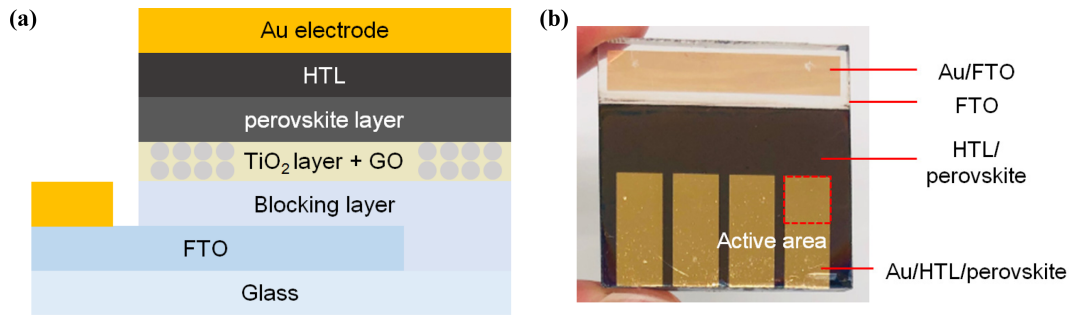 (a)
Au electrode
HTL
perovskite layer
TiO2 layer + GO
Blocking layer
FTO
Glass
(b)
Au/FTO
FTO
HTL/
perovskite
Active area
Au/HTL/perovskite